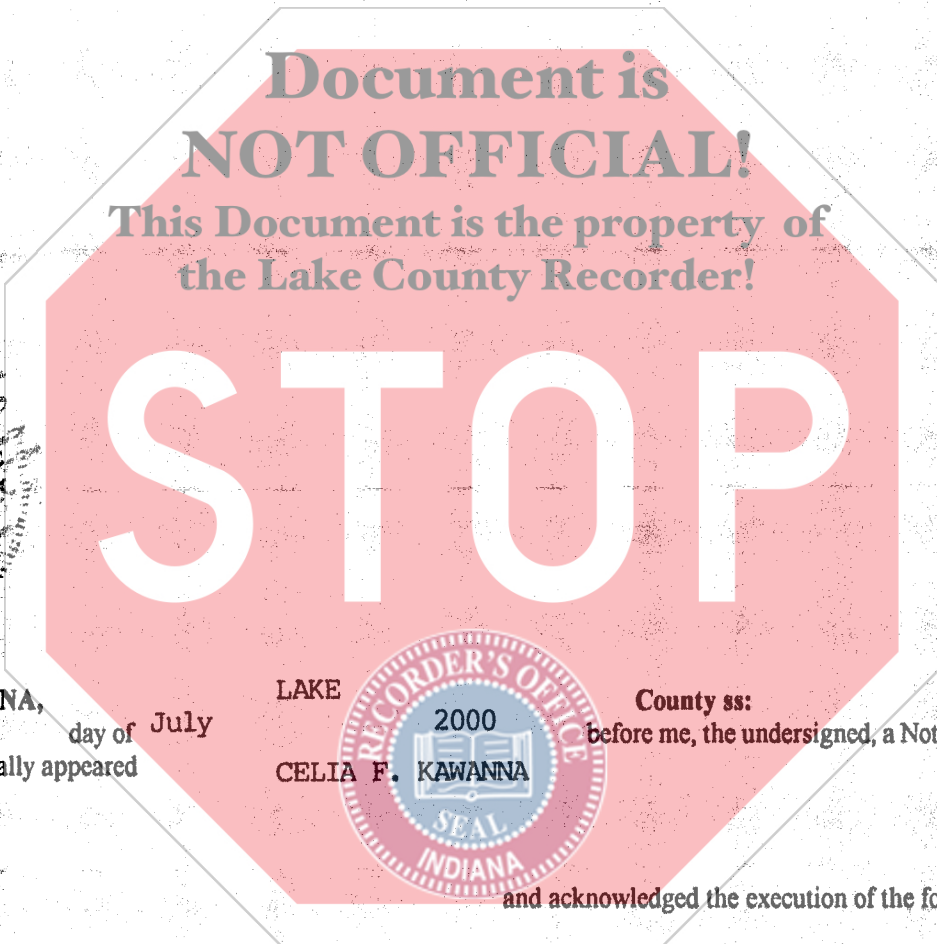 Document is
NOT OFFICIAL!
This Document is the property of
the Lake County Recorder!
STOP
NA, LAKE County ss:
day of July 2000 before me, the undersigned, a Not
ally appeared CELIA F. KAWANNA
RECORDER'S OFFICE
SEAL
INDIANA
and acknowledged the execution of the fo